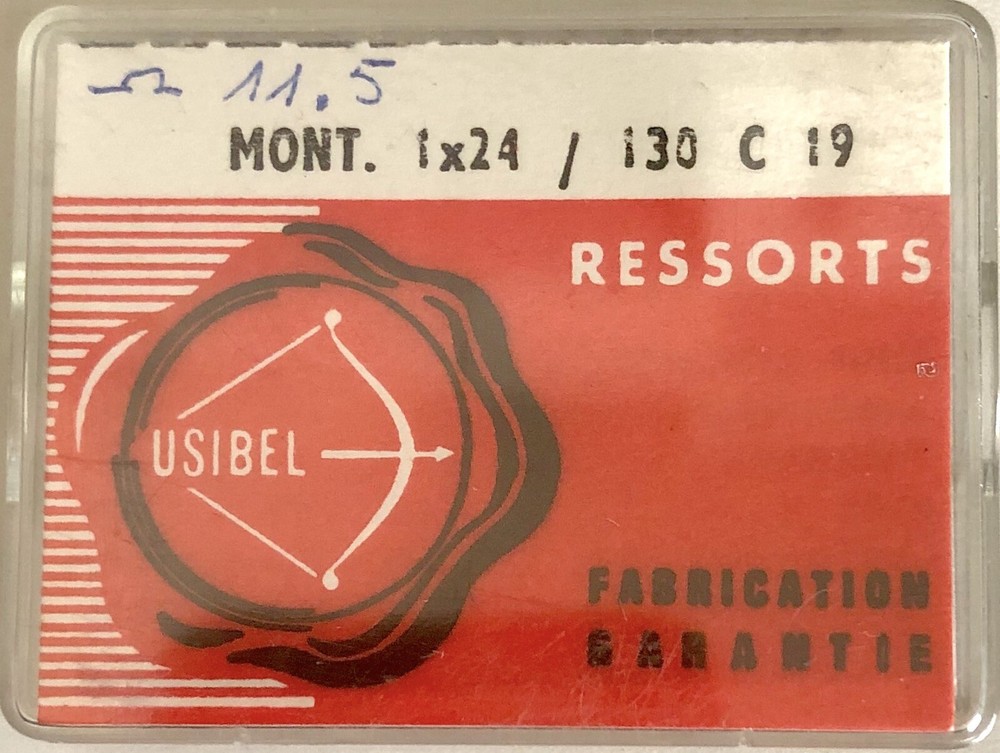 Ω 11.5
MONT. 1x24 / 130 C 19
RESSORTS
USIBEL
FABRICATION
GARANTIE